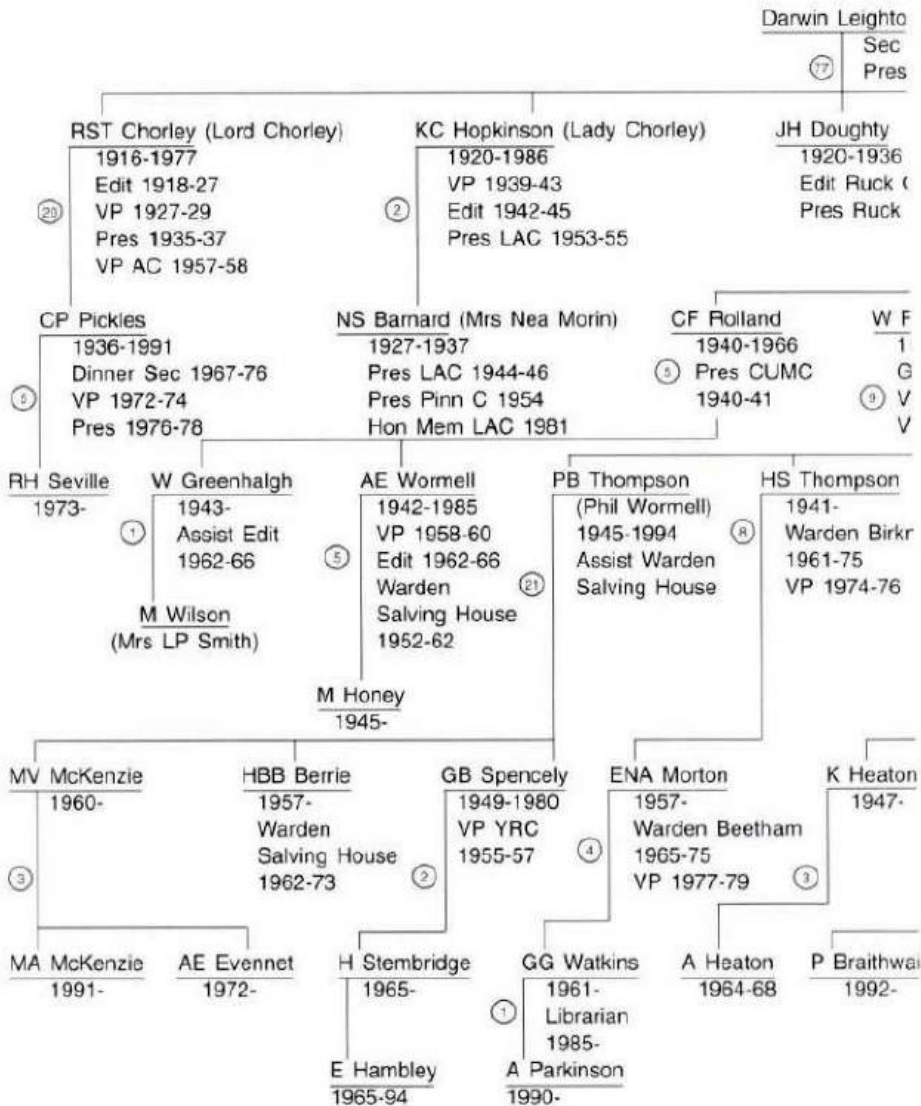 Darwin Leighto
Sec
77
Pres
RST Chorley (Lord Chorley)
1916-1977
Edit 1918-27
VP 1927-29
20
Pres 1935-37
VP AC 1957-58
KC Hopkinson (Lady Chorley)
1920-1986
VP 1939-43
2
Edit 1942-45
Pres LAC 1953-55
JH Doughty
1920-1936
Edit Ruck
Pres Ruck
CP Pickles
1936-1991
Dinner Sec 1967-76
5
VP 1972-74
Pres 1976-78
NS Barnard (Mrs Nea Morin)
1927-1937
Pres LAC 1944-46
Pres Pinn C 1954
Hon Mem LAC 1981
CF Rolland
1940-1966
5
Pres CUMC
1940-41
W F
1
G
9
V
V
RH Seville
1973-
W Greenhalgh
1943-
1
Assist Edit
1962-66
AE Wormell
1942-1985
VP 1958-60
5
Edit 1962-66
Warden
Salving House
1952-62
PB Thompson
(Phil Wormell)
1945-1994
Assist Warden
21
Salving House
HS Thompson
1941-
8
Warden Birkr
1961-75
VP 1974-76
M Wilson
(Mrs LP Smith)
M Honey
1945-
MV McKenzie
1960-
3
HBB Berrie
1957-
Warden
Salving House
1962-73
GB Spencely
1949-1980
VP YRC
1955-57
2
ENA Morton
1957-
Warden Beetham
4
1965-75
VP 1977-79
K Heaton
1947-
3
MA McKenzie
1991-
AE Evennet
1972-
H Stembridge
1965-
GG Watkins
1961-
1
Librarian
1985-
A Heaton
1964-68
P Braithwai
1992-
E Hambley
1965-94
A Parkinson
1990-